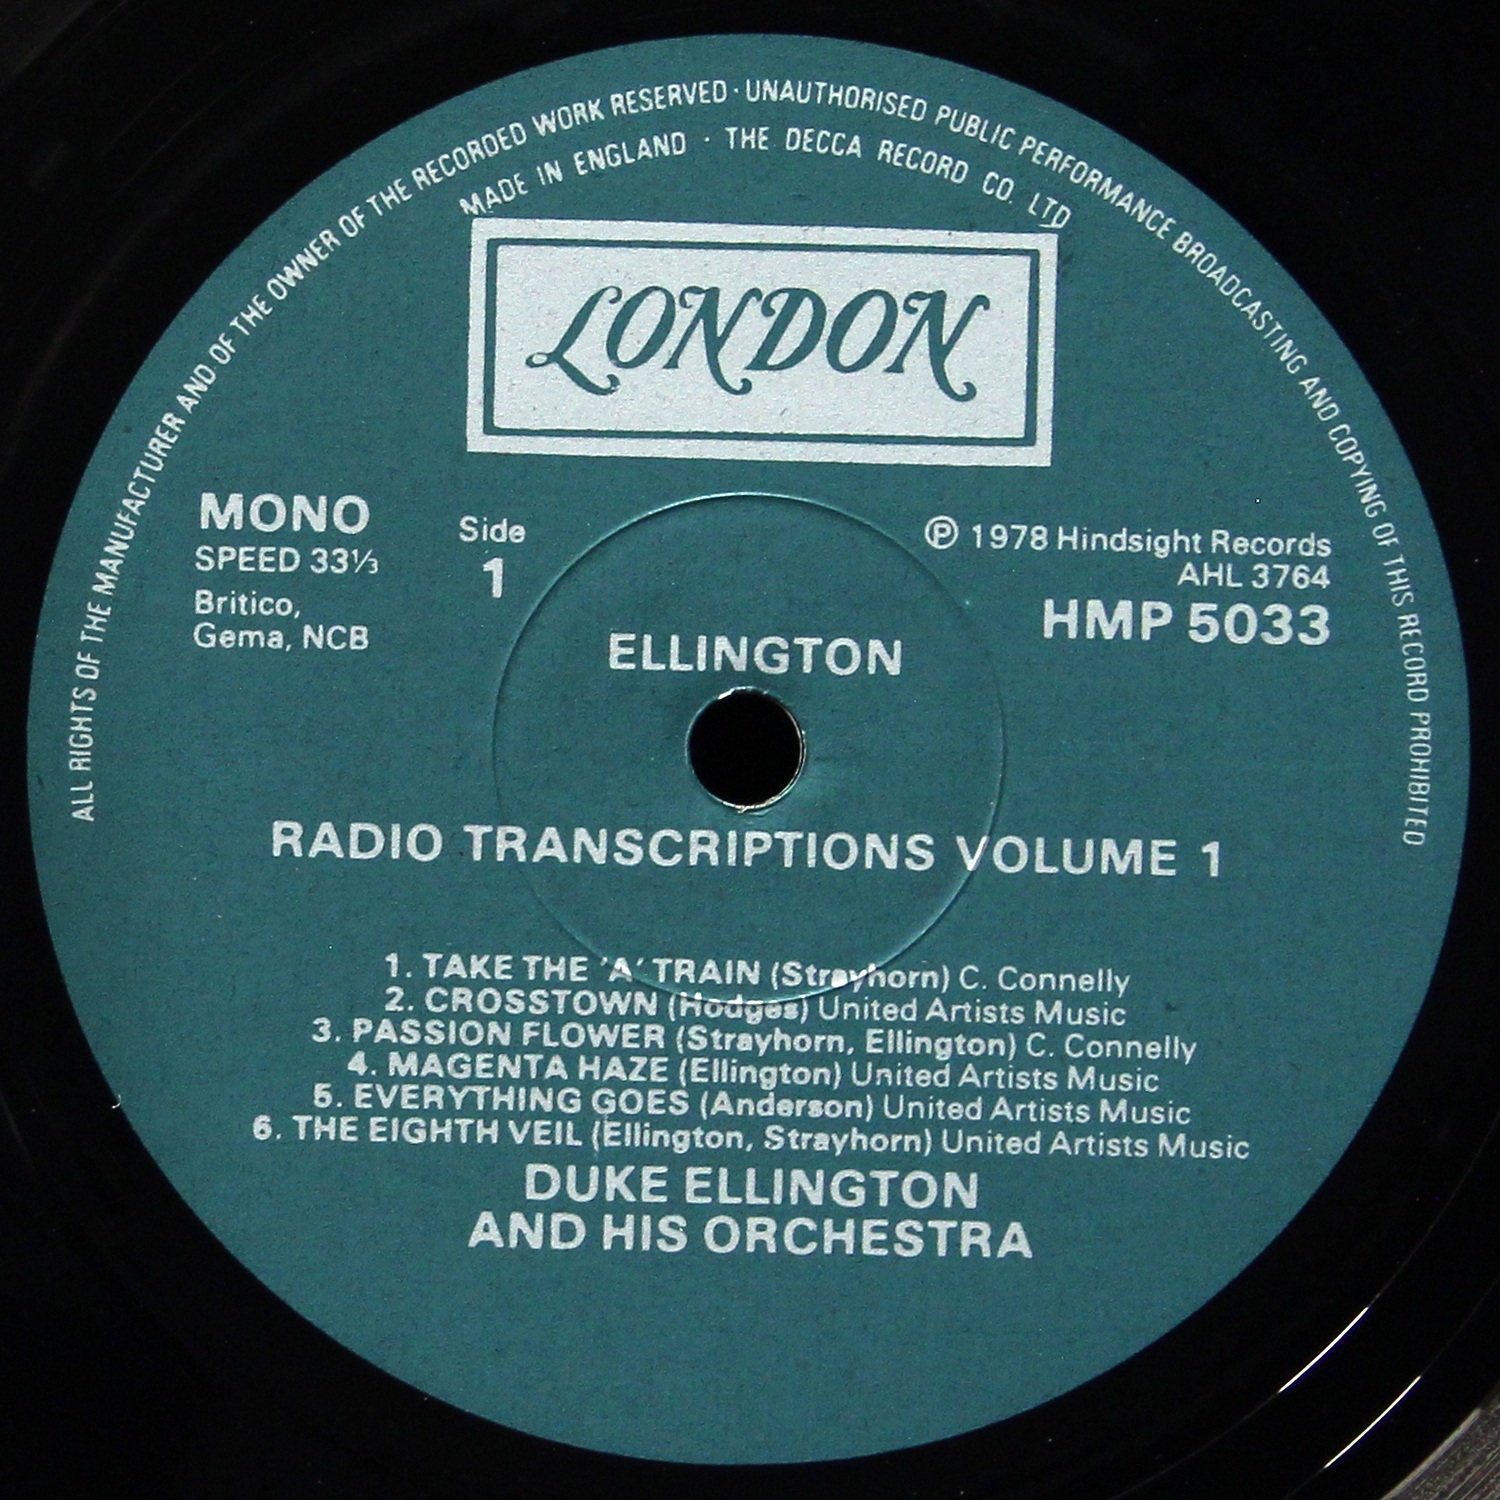 ALL RIGHTS OF THE MANUFACTURER AND OF THE OWNER OF THE RECORDED WORK RESERVED · UNAUTHORISED PUBLIC PERFORMANCE BROADCASTING AND COPYING OF THIS RECORD PROHIBITED
MADE IN ENGLAND · THE DECCA RECORD CO. LTD
LONDON
MONO
SPEED 33⅓
Britico,
Gema, NCB
Side
1
℗ 1978 Hindsight Records
AHL 3764
HMP 5033
ELLINGTON
RADIO TRANSCRIPTIONS VOLUME 1
1. TAKE THE 'A' TRAIN (Strayhorn) C. Connelly
2. CROSSTOWN (Hodges) United Artists Music
3. PASSION FLOWER (Strayhorn, Ellington) C. Connelly
4. MAGENTA HAZE (Ellington) United Artists Music
5. EVERYTHING GOES (Anderson) United Artists Music
6. THE EIGHTH VEIL (Ellington, Strayhorn) United Artists Music
DUKE ELLINGTON
AND HIS ORCHESTRA